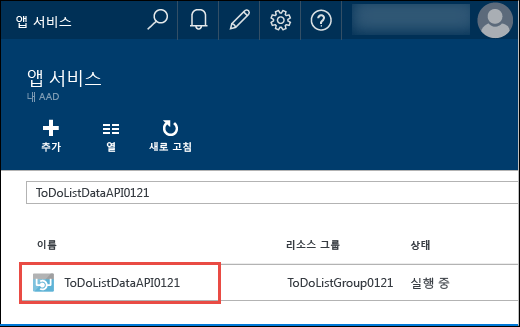 앱 서비스
앱 서비스
내 AAD
추가 열 새로 고침
ToDoListDataAPI0121
이름 리소스 그룹 상태
ToDoListDataAPI0121 ToDoListGroup0121 실행 중